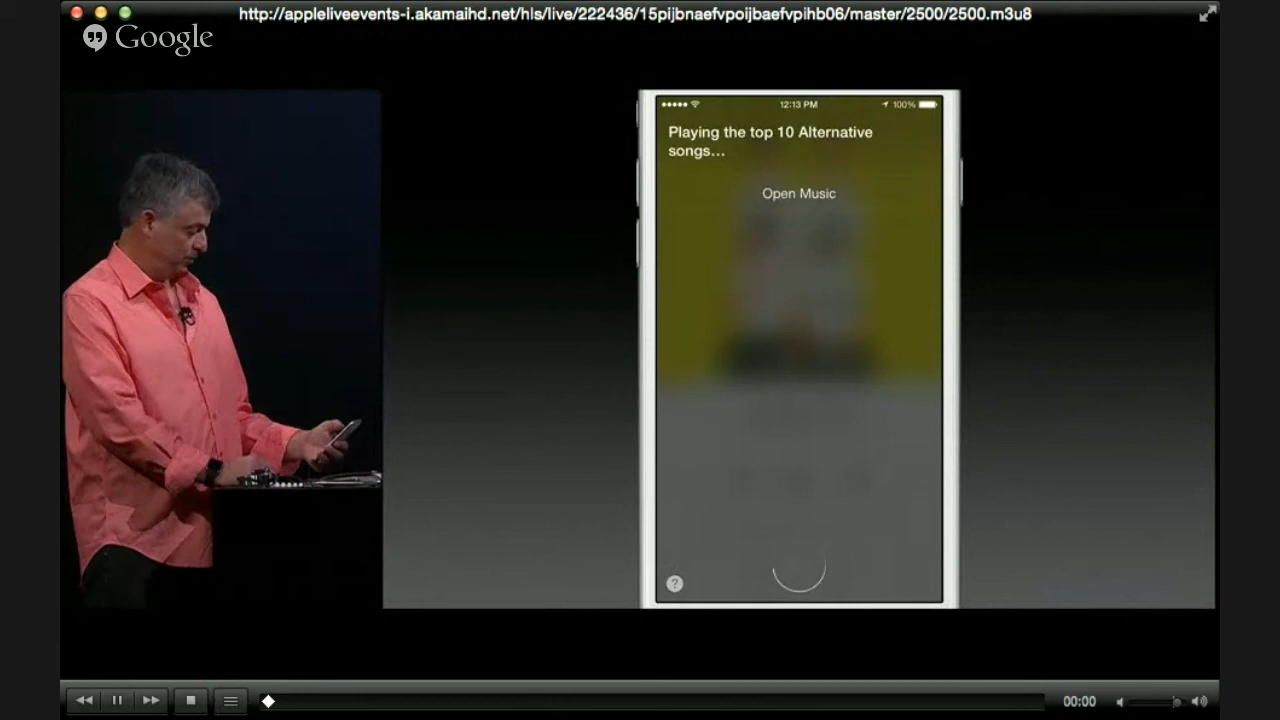 http://appleliveevents-i.akamaihd.net/hls/live/222436/15pijbnaefvpoijbaefvpihb06/master/2500/2500.m3u8
Google
12:13 PM
100%
Playing the top 10 Alternative
songs...
Open Music
?
00:00